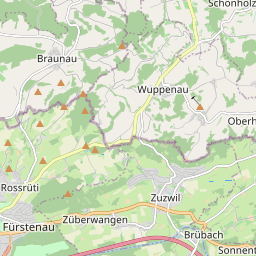 Schönholz
Braunau
Wuppenau
Oberh
Rossrüti
Zuzwil
Züberwangen
Fürstenau
Brübach
Sonnent